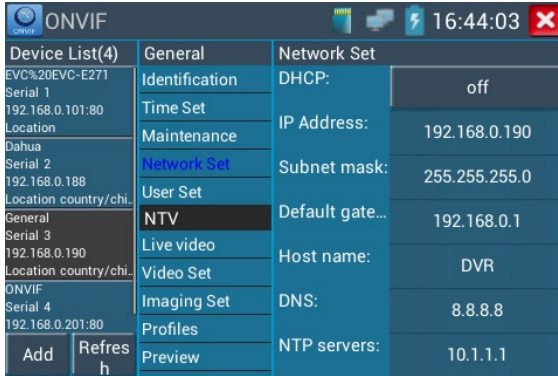 ONVIF
ONVIF
16:44:03
Device List(4)
EVC%20EVC-E271
Serial 1
192.168.0.101:80
Location
Dahua
Serial 2
192.168.0.188
Location country/chi..
General
Serial 3
192.168.0.190
Location country/chi..
ONVIF
Serial 4
192.168.0.201:80
Add
Refres
h
General
Identification
Time Set
Maintenance
Network Set
User Set
NTV
Live video
Video Set
Imaging Set
Profiles
Preview
Network Set
DHCP: off
IP Address: 192.168.0.190
Subnet mask: 255.255.255.0
Default gate... 192.168.0.1
Host name: DVR
DNS: 8.8.8.8
NTP servers: 10.1.1.1